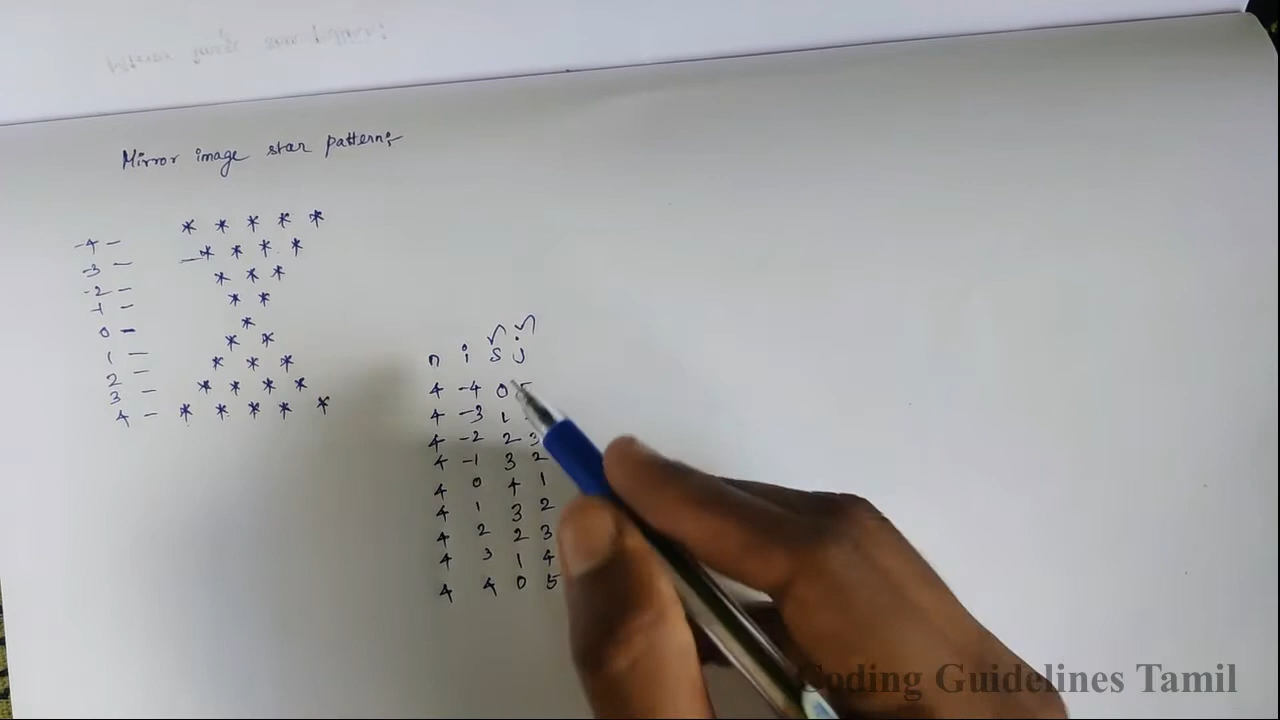 Mirror image star pattern:-
* * * * *
-4 -
- * * * *
-3 -
* * *
-2 -
* *
-1 -
*
0 -
* *
1 -
* * *
2 -
* * * *
3 -
4 - * * * * *
n i s j
4 -4 0 5
4 -3 1
4 -2 2 3
4 -1 3 2
4 0 4 1
4 1 3 2
4 2 2 3
4 3 1 4
4 4 0 5
Coding Guidelines Tamil